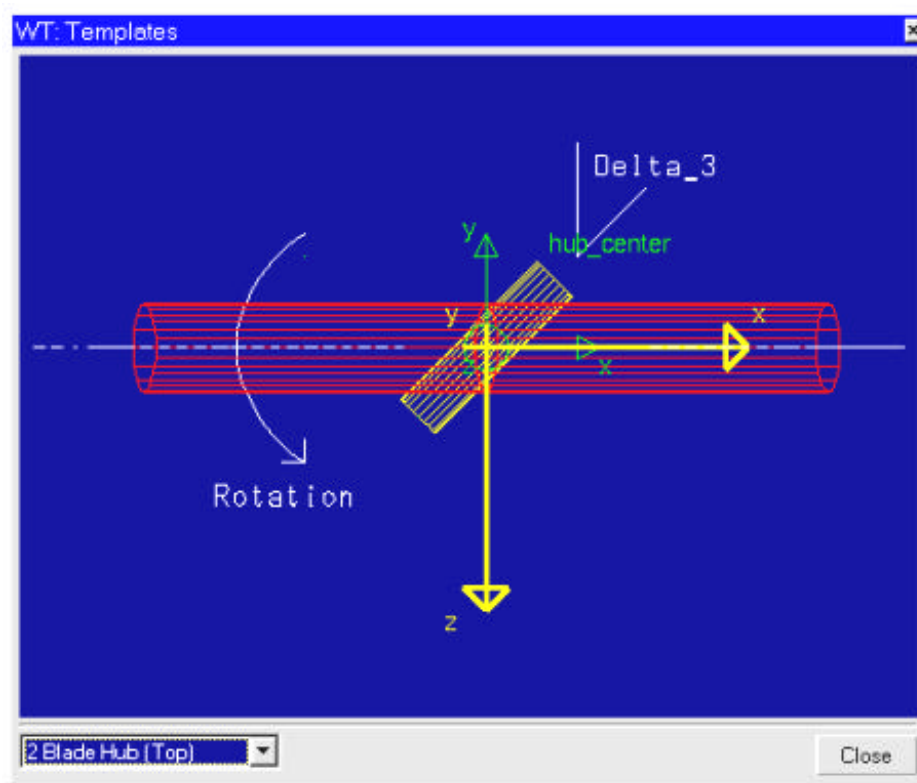 WT: Templates
Delta_3
y
hub_center
y
x
x
z
Rotation
z
2 Blade Hub (Top)
Close